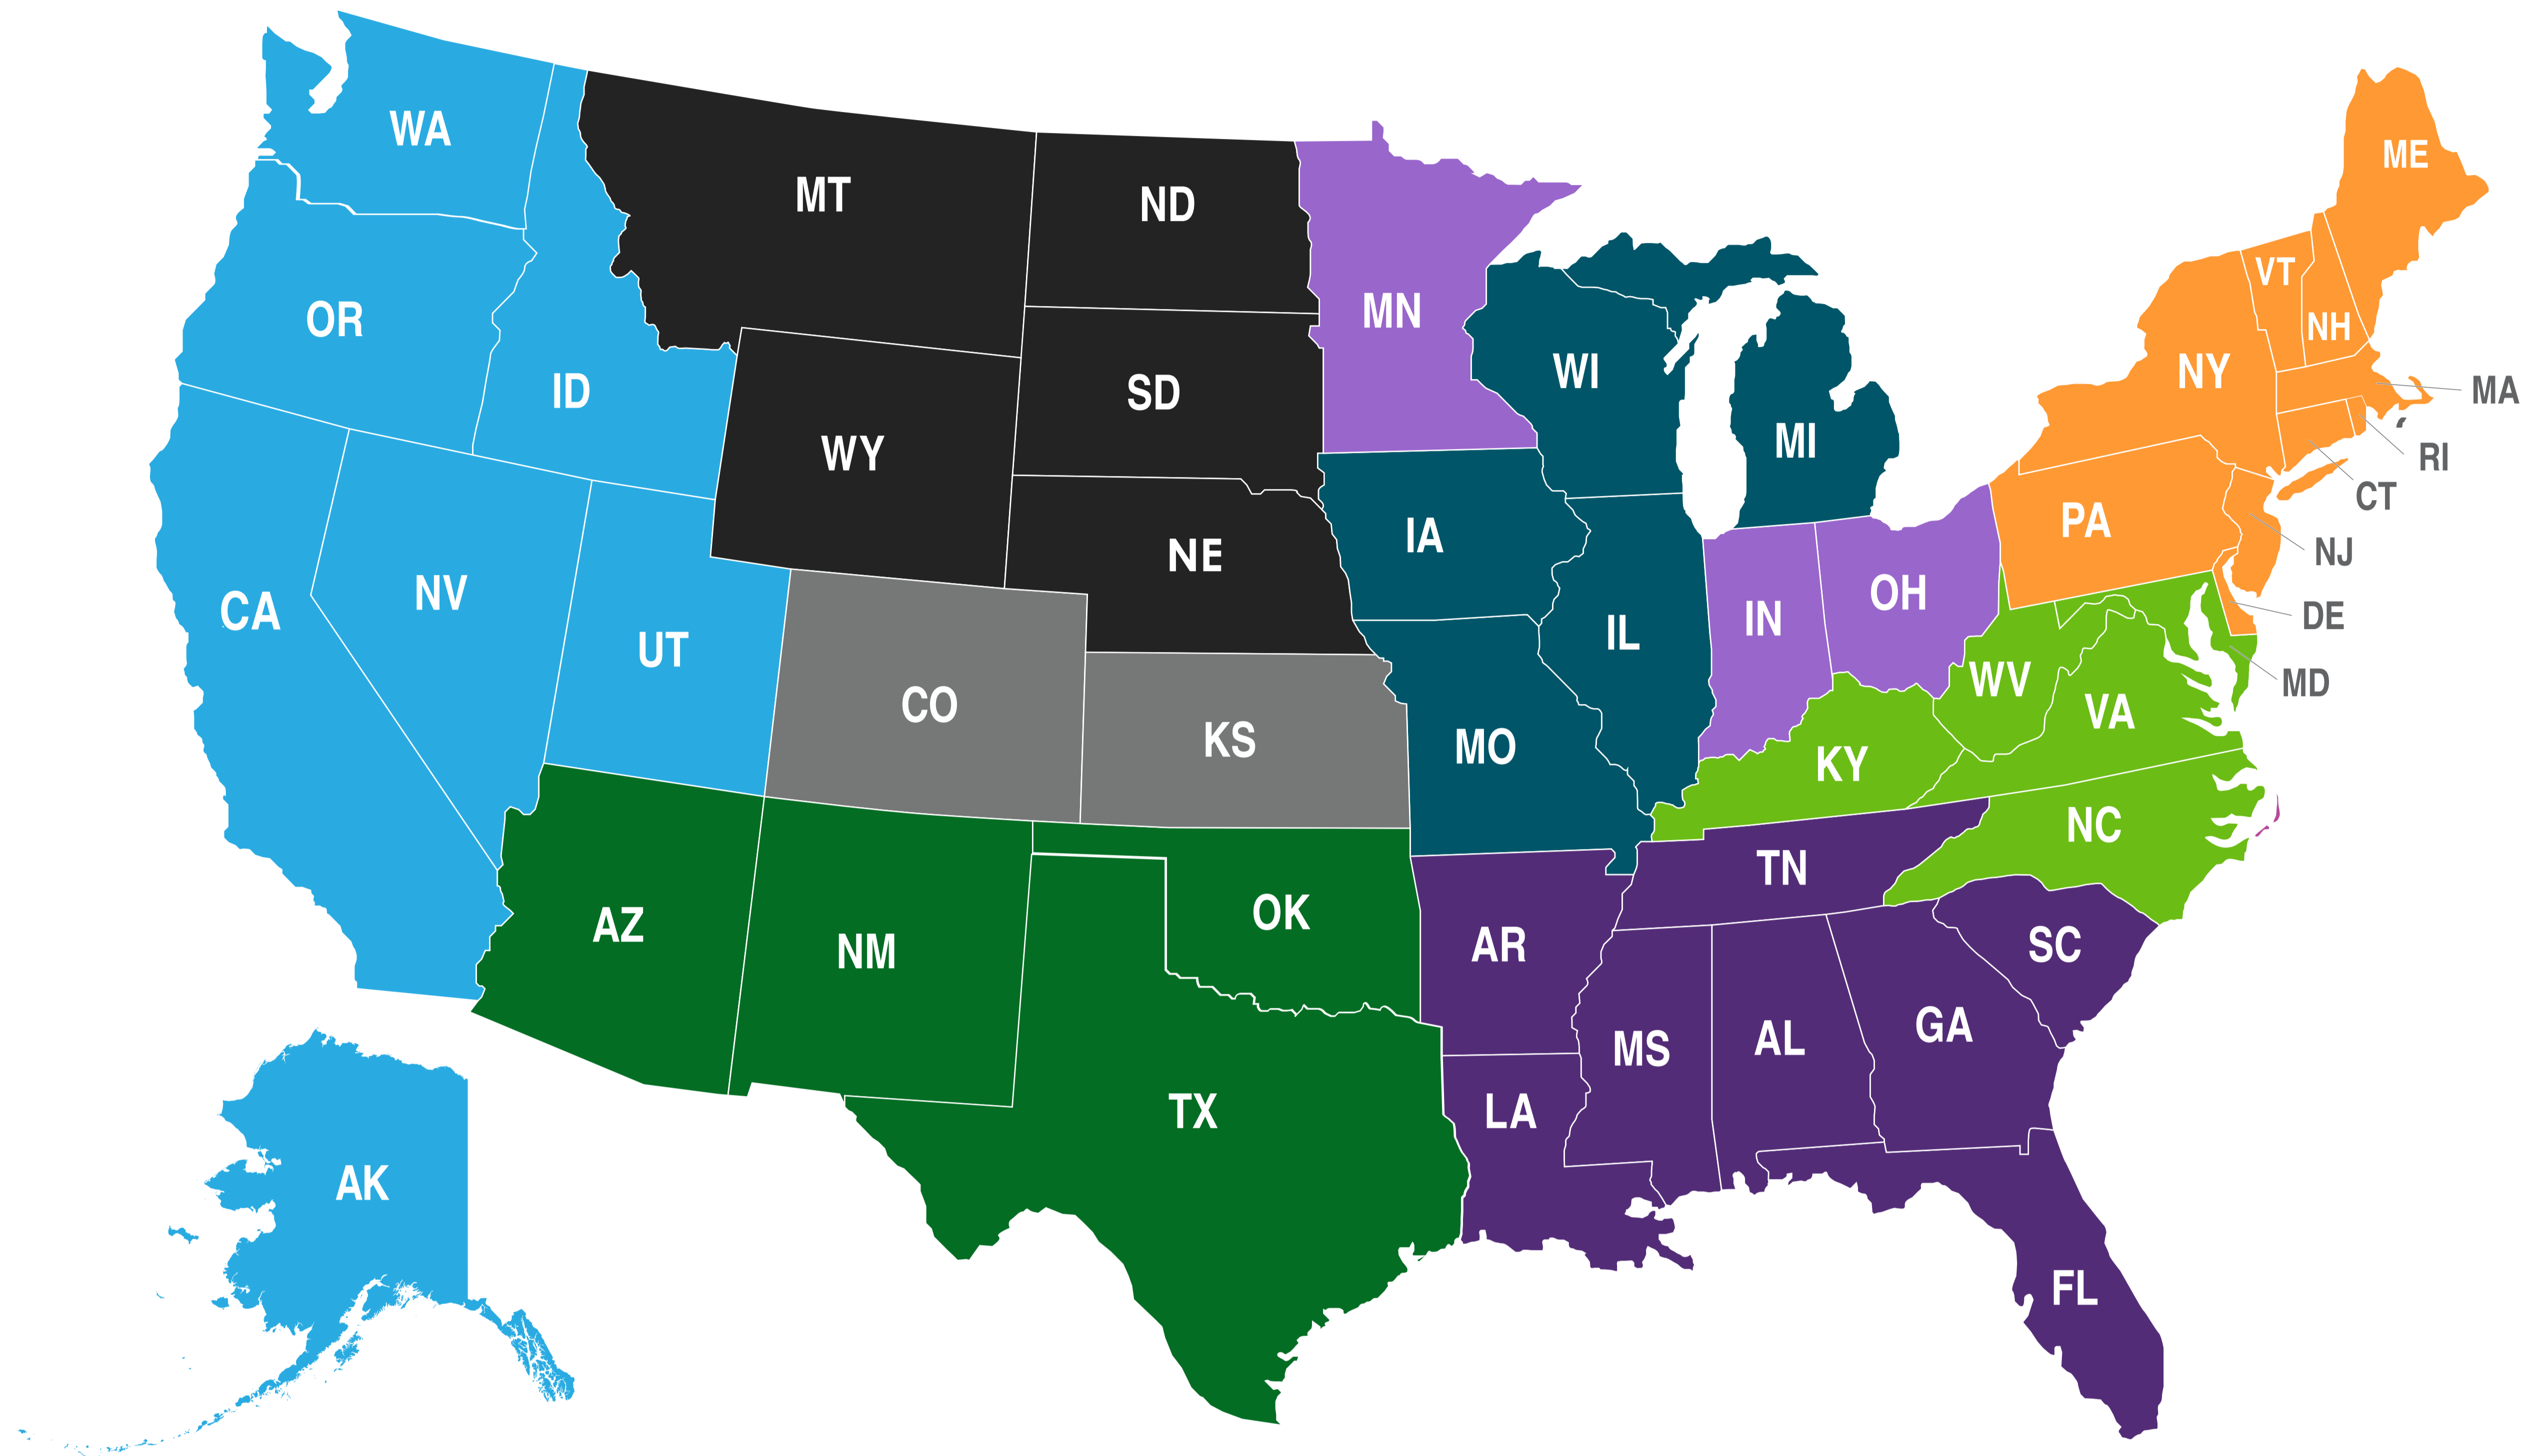 WA
MT
ND
ME
OR
ID
MN
VT
NH
WY
SD
WI
NY
MA
MI
RI
CT
CA
NV
UT
NE
IA
IL
IN
OH
PA
NJ
DE
CO
KS
MO
KY
WV
VA
MD
NC
AZ
NM
OK
AR
TN
SC
TX
LA
MS
AL
GA
AK
FL